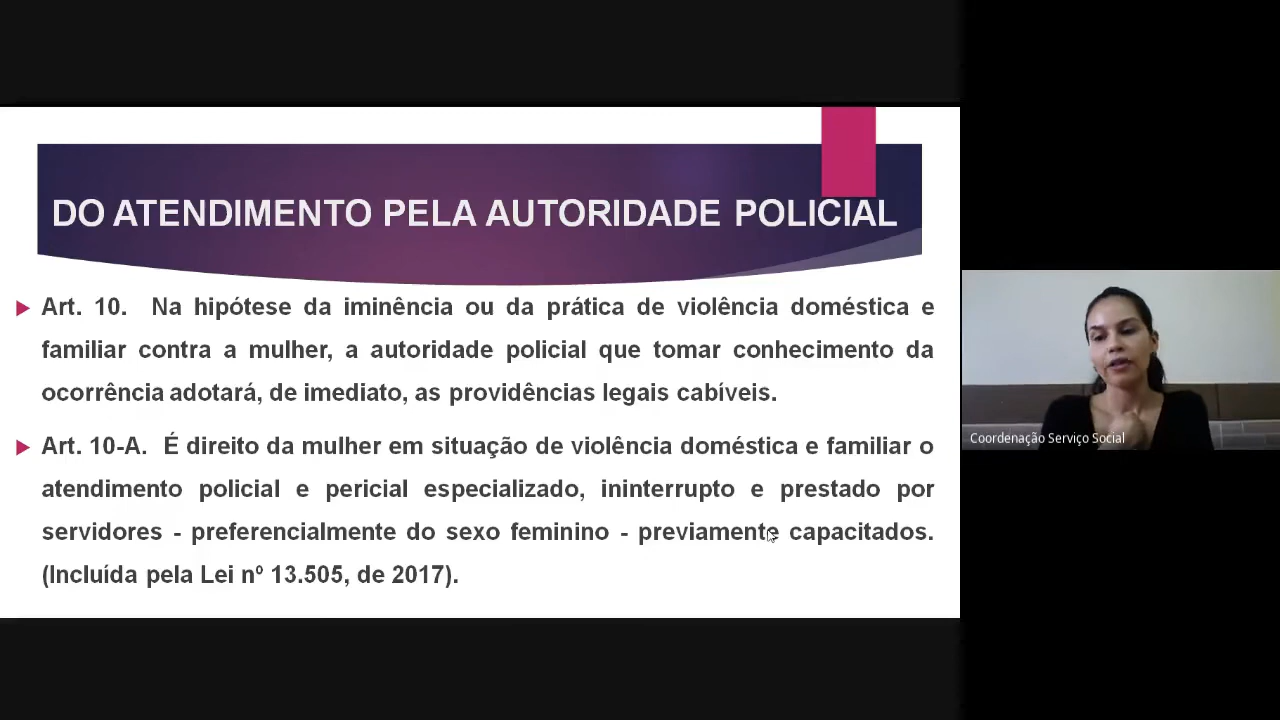 DO ATENDIMENTO PELA AUTORIDADE POLICIAL
Art. 10. Na hipótese da iminência ou da prática de violência doméstica e
familiar contra a mulher, a autoridade policial que tomar conhecimento da
ocorrência adotará, de imediato, as providências legais cabíveis.
Art. 10-A. É direito da mulher em situação de violência doméstica e familiar o
atendimento policial e pericial especializado, ininterrupto e prestado por
servidores - preferencialmente do sexo feminino - previamente capacitados.
(Incluída pela Lei nº 13.505, de 2017).
Coordenação Serviço Social